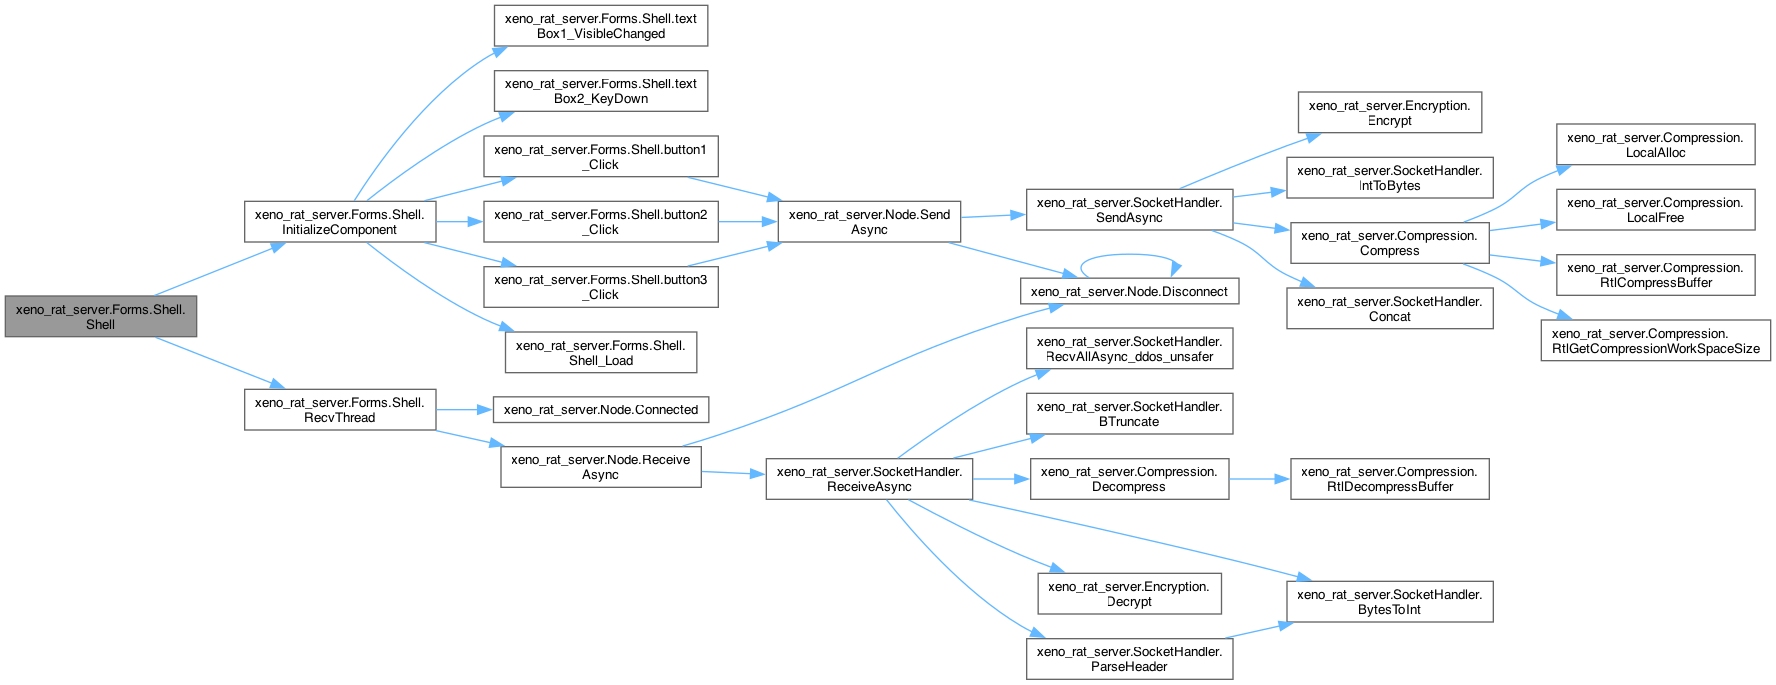 xeno_rat_server.Forms.Shell.
Shell
xeno_rat_server.Forms.Shell.
InitializeComponent
xeno_rat_server.Forms.Shell.
RecvThread
xeno_rat_server.Forms.Shell.text
Box1_VisibleChanged
xeno_rat_server.Forms.Shell.text
Box2_KeyDown
xeno_rat_server.Forms.Shell.button1
_Click
xeno_rat_server.Forms.Shell.button2
_Click
xeno_rat_server.Forms.Shell.button3
_Click
xeno_rat_server.Forms.Shell.
Shell_Load
xeno_rat_server.Node.Connected
xeno_rat_server.Node.Receive
Async
xeno_rat_server.Node.Send
Async
xeno_rat_server.SocketHandler.
ReceiveAsync
xeno_rat_server.SocketHandler.
SendAsync
xeno_rat_server.Node.Disconnect
xeno_rat_server.SocketHandler.
RecvAllAsync_ddos_unsafer
xeno_rat_server.SocketHandler.
BTruncate
xeno_rat_server.Compression.
Decompress
xeno_rat_server.Encryption.
Decrypt
xeno_rat_server.SocketHandler.
ParseHeader
xeno_rat_server.Encryption.
Encrypt
xeno_rat_server.SocketHandler.
IntToBytes
xeno_rat_server.Compression.
Compress
xeno_rat_server.SocketHandler.
Concat
xeno_rat_server.Compression.
RtlDecompressBuffer
xeno_rat_server.SocketHandler.
BytesToInt
xeno_rat_server.Compression.
LocalAlloc
xeno_rat_server.Compression.
LocalFree
xeno_rat_server.Compression.
RtlCompressBuffer
xeno_rat_server.Compression.
RtlGetCompressionWorkSpaceSize